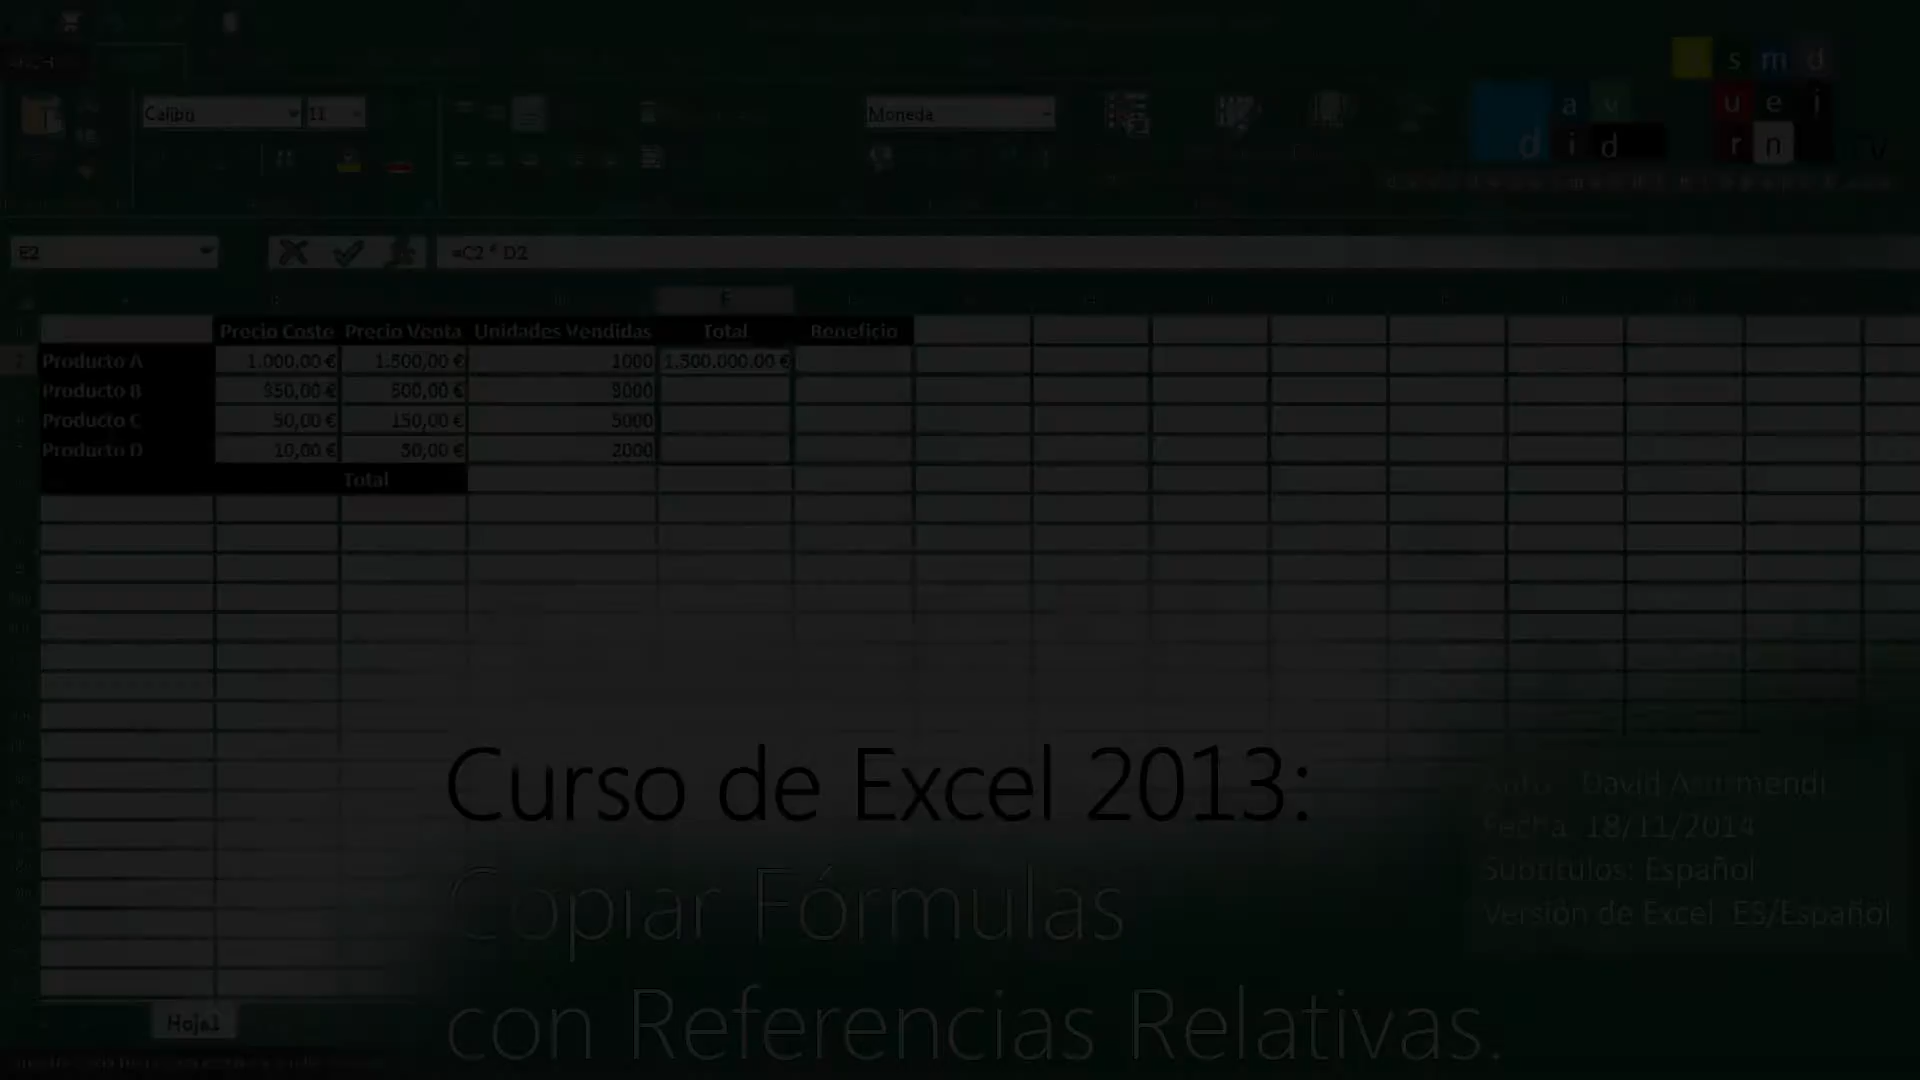 Calibri 11
Moneda
s m d
a v u e i
d i d r n tv
E2 =C2 * D2
E
Precio Coste Precio Venta Unidades Vendidas Total Beneficio
Producto A 1.000,00 € 1.500,00 € 1000 1.500.000,00 €
Producto B 350,00 € 500,00 € 3000
Producto C 50,00 € 150,00 € 5000
Producto D 10,00 € 30,00 € 2000
Total
Curso de Excel 2013:
Copiar Fórmulas
con Referencias Relativas.
David
Fecha: 18/11/2014
Subtítulos: Español
Versión de Excel: ES/Español
Hoja1